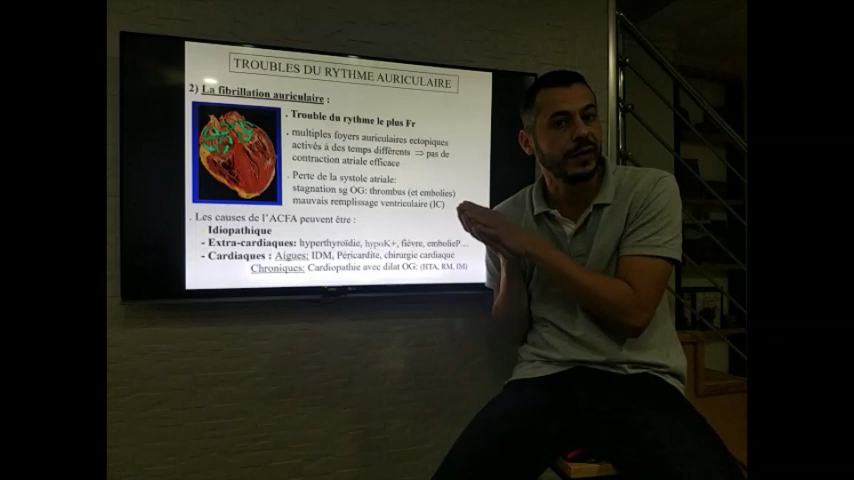 TROUBLES DU RYTHME AURICULAIRE
2) La fibrillation auriculaire :
. Trouble du rythme le plus Fr
. multiples foyers auriculaires ectopiques
activés à des temps différents ⇒ pas de
contraction atriale efficace
. Perte de la systole atriale:
stagnation sg OG: thrombus (et embolies)
mauvais remplissage ventriculaire (IC)
. Les causes de l'ACFA peuvent être :
Idiopathique
- Extra-cardiaques: hyperthyroïdie, hypoK+, fièvre, embolieP...
- Cardiaques : Aigues: IDM, Péricardite, chirurgie cardiaque
Chroniques: Cardiopathie avec dilat OG: (HTA, RM, IM)